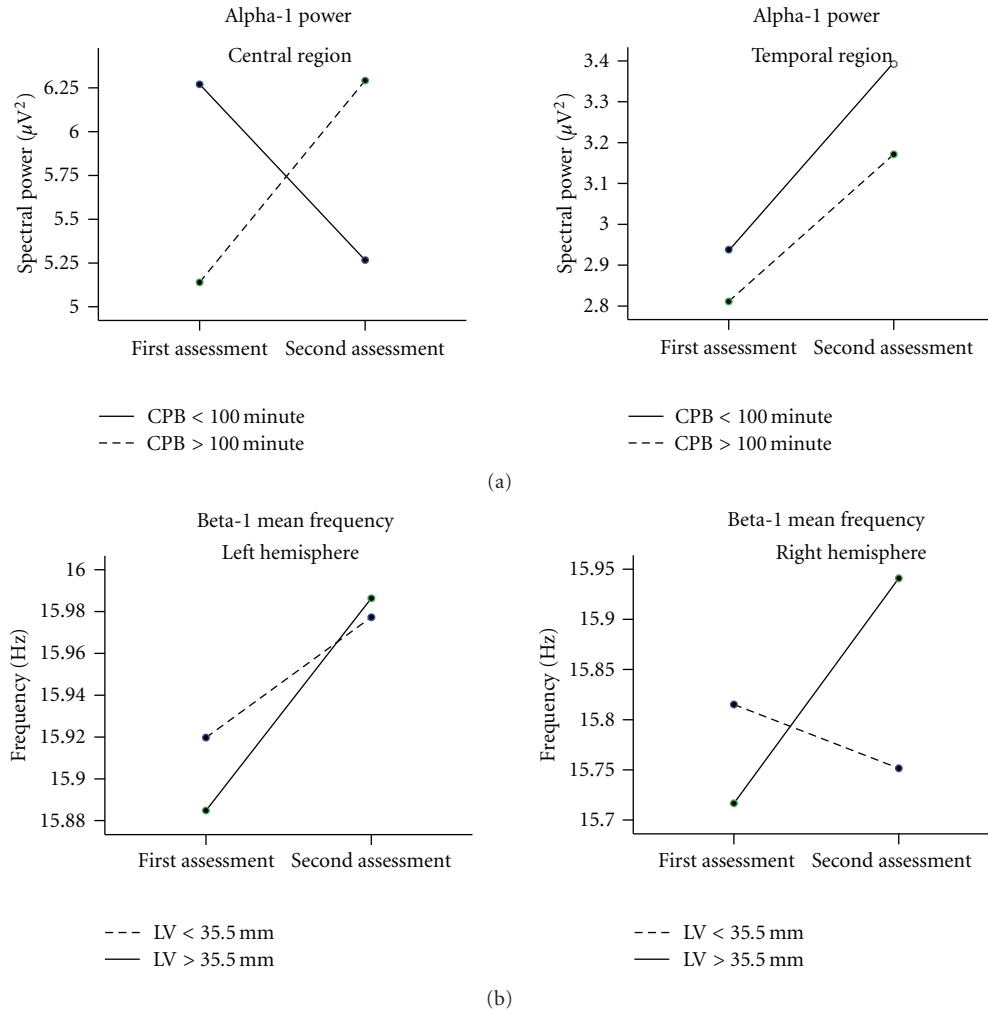 Alpha-1 power
Central region
Spectral power (µV²)
6.25
6
5.75
5.5
5.25
5
First assessment
Second assessment
CPB < 100 minute
CPB > 100 minute
Alpha-1 power
Temporal region
Spectral power (µV²)
3.4
3.3
3.2
3.1
3
2.9
2.8
First assessment
Second assessment
CPB < 100 minute
CPB > 100 minute
(a)
Beta-1 mean frequency
Left hemisphere
Frequency (Hz)
16
15.98
15.96
15.94
15.92
15.9
15.88
First assessment
Second assessment
LV < 35.5 mm
LV > 35.5 mm
Beta-1 mean frequency
Right hemisphere
Frequency (Hz)
15.95
15.9
15.85
15.8
15.75
15.7
First assessment
Second assessment
LV < 35.5 mm
LV > 35.5 mm
(b)